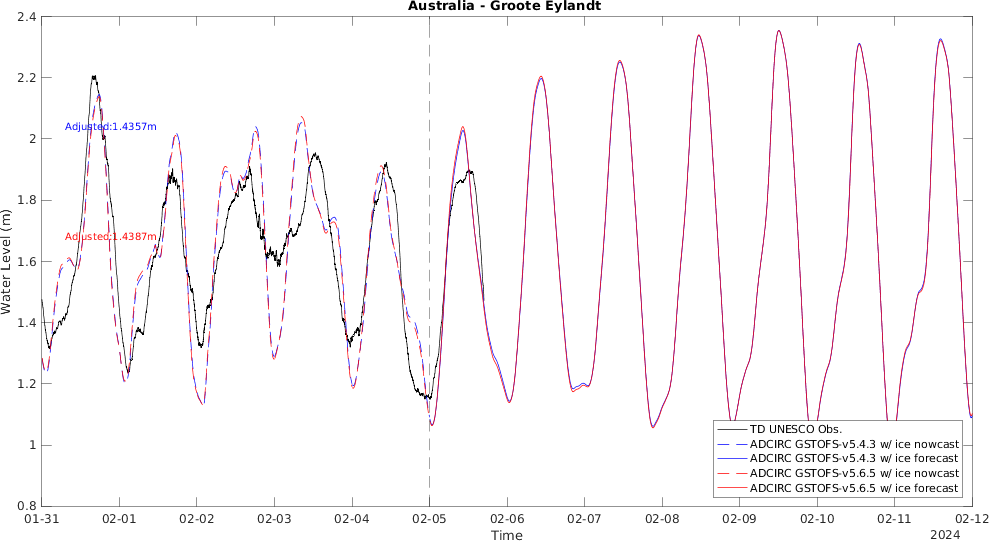 Australia - Groote Eylandt
2.4
2.2
2
1.8
1.6
1.4
1.2
1
0.8
Water Level (m)
Adjusted:1.4357m
Adjusted:1.4387m
TD UNESCO Obs.
ADCIRC GSTOFS-v5.4.3 w/ ice nowcast
ADCIRC GSTOFS-v5.4.3 w/ ice forecast
ADCIRC GSTOFS-v5.6.5 w/ ice nowcast
ADCIRC GSTOFS-v5.6.5 w/ ice forecast
01-31 02-01 02-02 02-03 02-04 02-05 02-06 02-07 02-08 02-09 02-10 02-11 02-12
Time
2024